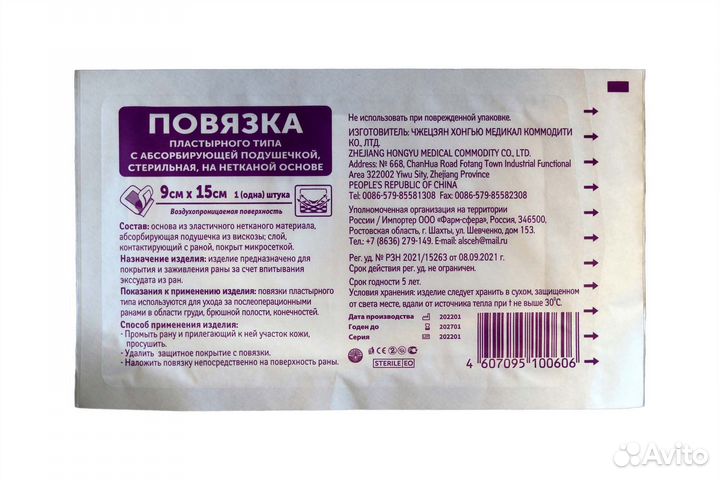 ПОВЯЗКА
ПЛАСТЫРНОГО ТИПА
С АБСОРБИРУЮЩЕЙ ПОДУШЕЧКОЙ,
СТЕРИЛЬНАЯ, НА НЕТКАНОЙ ОСНОВЕ
9см х 15см 1 (одна) штука
Воздухопроницаемая поверхность
Состав: основа из эластичного нетканого материала,
абсорбирующая подушечка из вискозы; слой,
контактирующий с раной, покрыт микросеткой.
Назначение изделия: изделие предназначено для
покрытия и заживления раны за счет впитывания
экссудата из ран.
Показания к применению изделия: повязки пластырного
типа используются для ухода за послеоперационными
ранами в области груди, брюшной полости, конечностей.
Способ применения изделия:
- Промыть рану и прилегающий к ней участок кожи,
просушить.
- Удалить защитное покрытие с повязки.
- Наложить повязку непосредственно на поверхность раны.
Не использовать при поврежденной упаковке.
ИЗГОТОВИТЕЛЬ: ЧЖЕЦЗЯН ХОНГЬЮ МЕДИКАЛ КОММОДИТИ
КО., ЛТД.
ZHEJIANG HONGYU MEDICAL COMMODITY CO., LTD.
Address: № 668, ChanHua Road Fotang Town Industrial Functional
Area 322002 Yiwu Siy, Zhejiang Province
PEOPLE'S REPUBLIC OF CHINA
Tel: 0086-579-85581308 Fax: 0086-579-85582308
Уполномоченная организация на территории
России / Импортер ООО «Фарм-сфера», Россия, 346500,
Ростовская область, г. Шахты, ул. Шевченко, дом 153.
Тел.: +7 (8636) 279-149. E-mail: alsceh@mail.ru
Рег. уд. № РЗН 2021/15263 от 08.09.2021 г.
Срок действия рег. уд. не ограничен.
Срок годности 5 лет.
Условия хранения: изделие следует хранить в сухом, защищенном
от света месте, вдали от источника тепла при t не выше 30°С.
Дата производства 202201
Годен до 202701
Серия LOT 202201
CE 2
STERILE EO
4 607095 100606
Avito